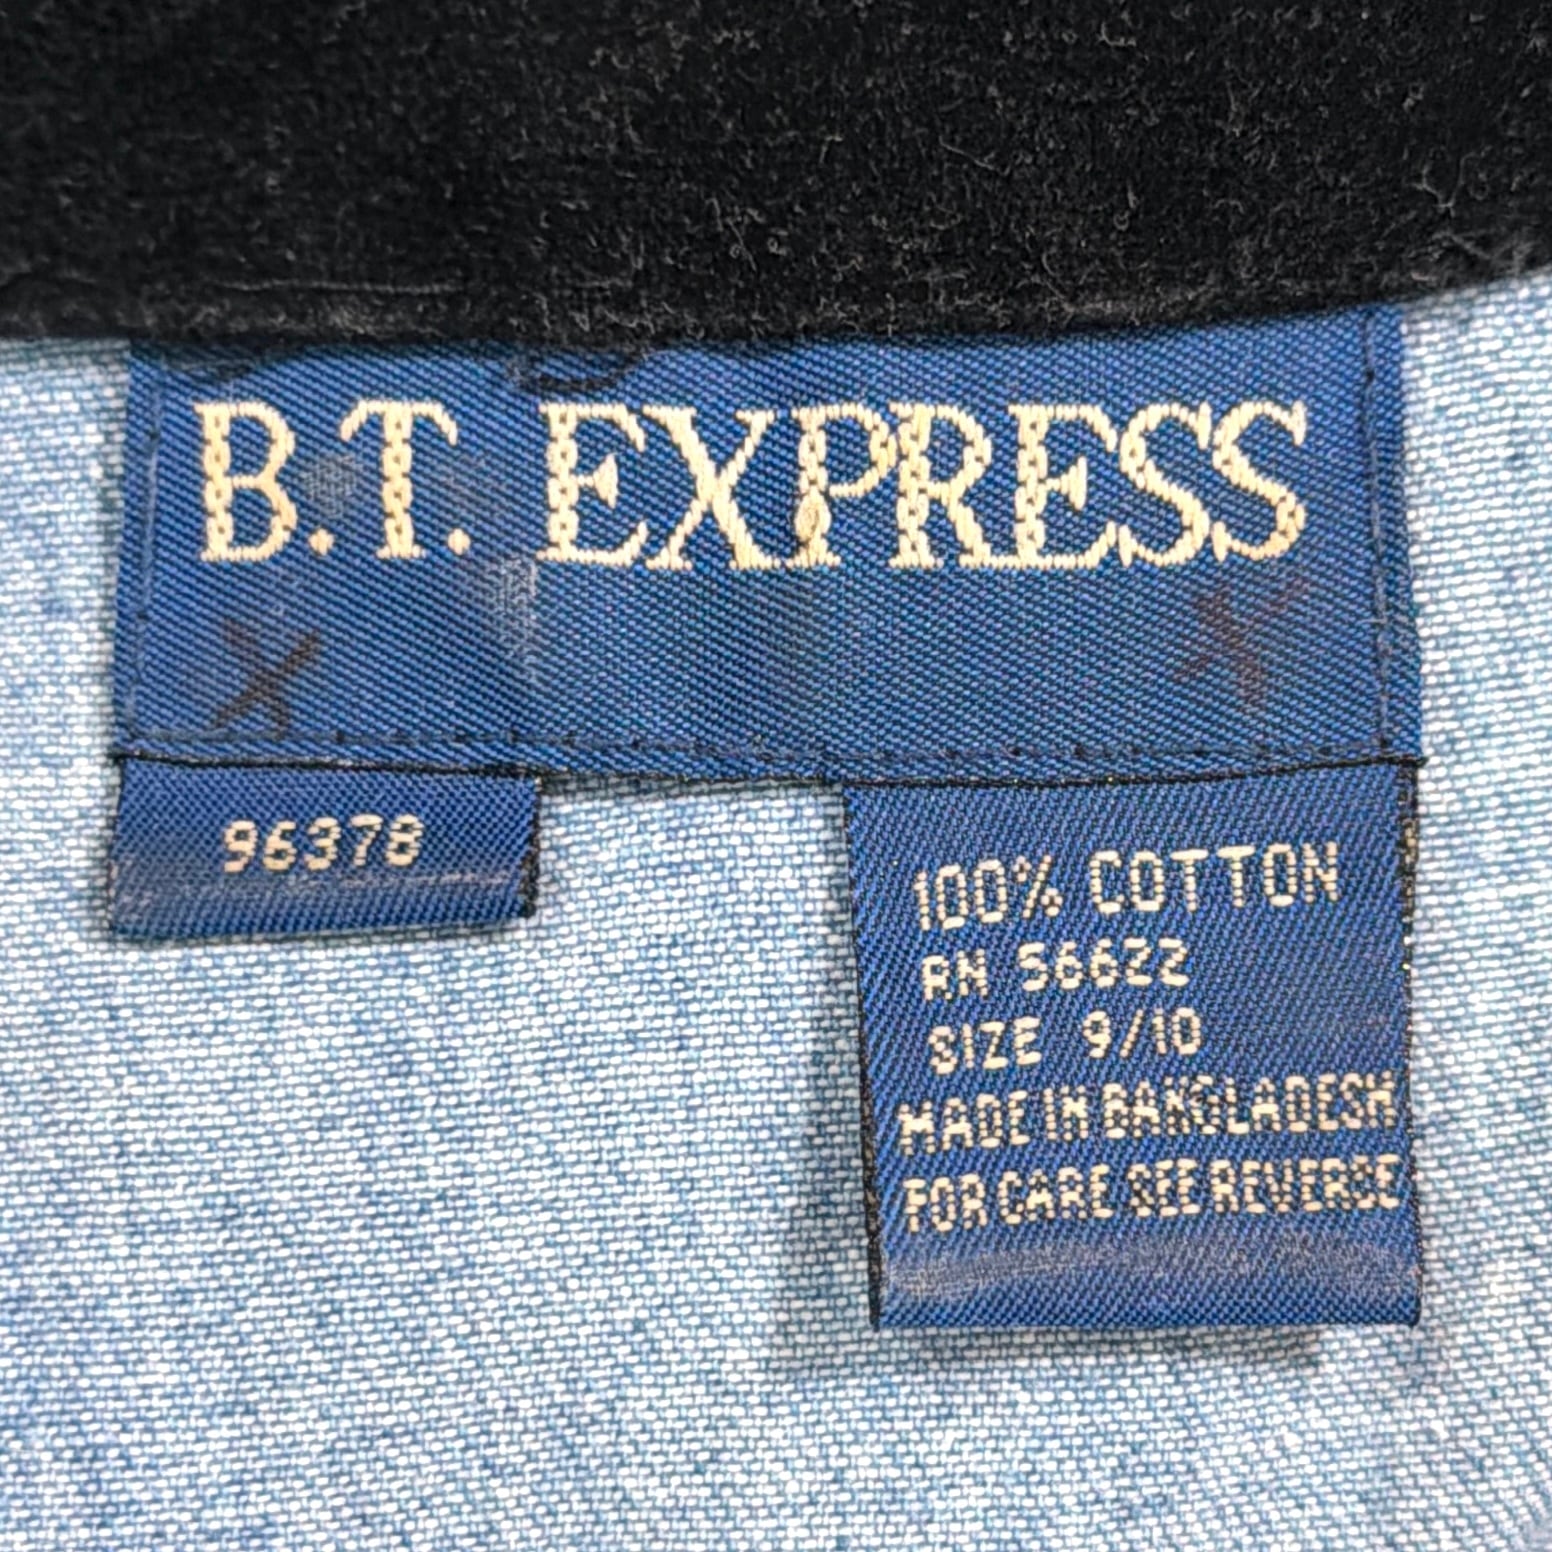 B.T. EXPRESS
96378
100% COTTON
RN 56622
SIZE 9/10
MADE IN BANGLADESH
FOR CARE SEE REVERSE